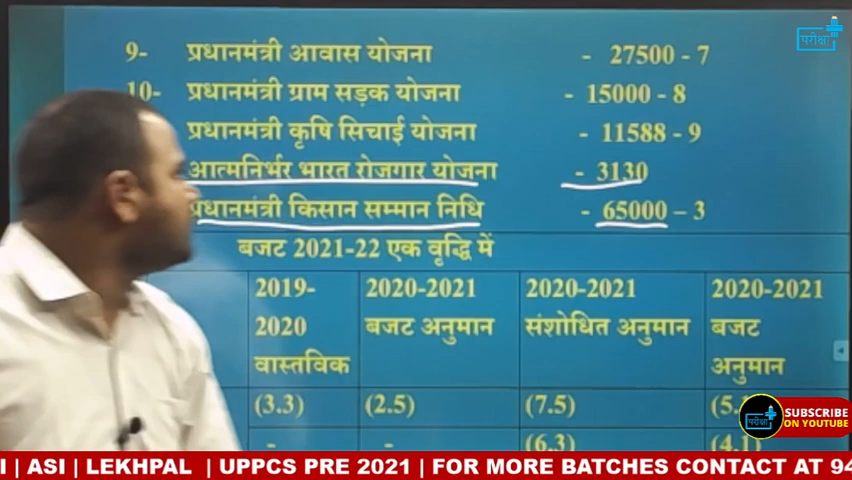 परीक्षा
9- प्रधानमंत्री आवास योजना - 27500 - 7
10- प्रधानमंत्री ग्राम सड़क योजना - 15000 - 8
प्रधानमंत्री कृषि सिचाई योजना - 11588 - 9
आत्मनिर्भर भारत रोजगार योजना - 3130
प्रधानमंत्री किसान सम्मान निधि - 65000 – 3
बजट 2021-22 एक वृद्धि में
2019-2020 वास्तविक
2020-2021 बजट अनुमान
2020-2021 संशोधित अनुमान
2020-2021 बजट अनुमान
(3.3) (2.5) (7.5)
- - (6.3) (4.1)
परीक्षा
SUBSCRIBE
ON YOUTUBE
| ASI | LEKHPAL | UPPCS PRE 2021 | FOR MORE BATCHES CONTACT AT 94